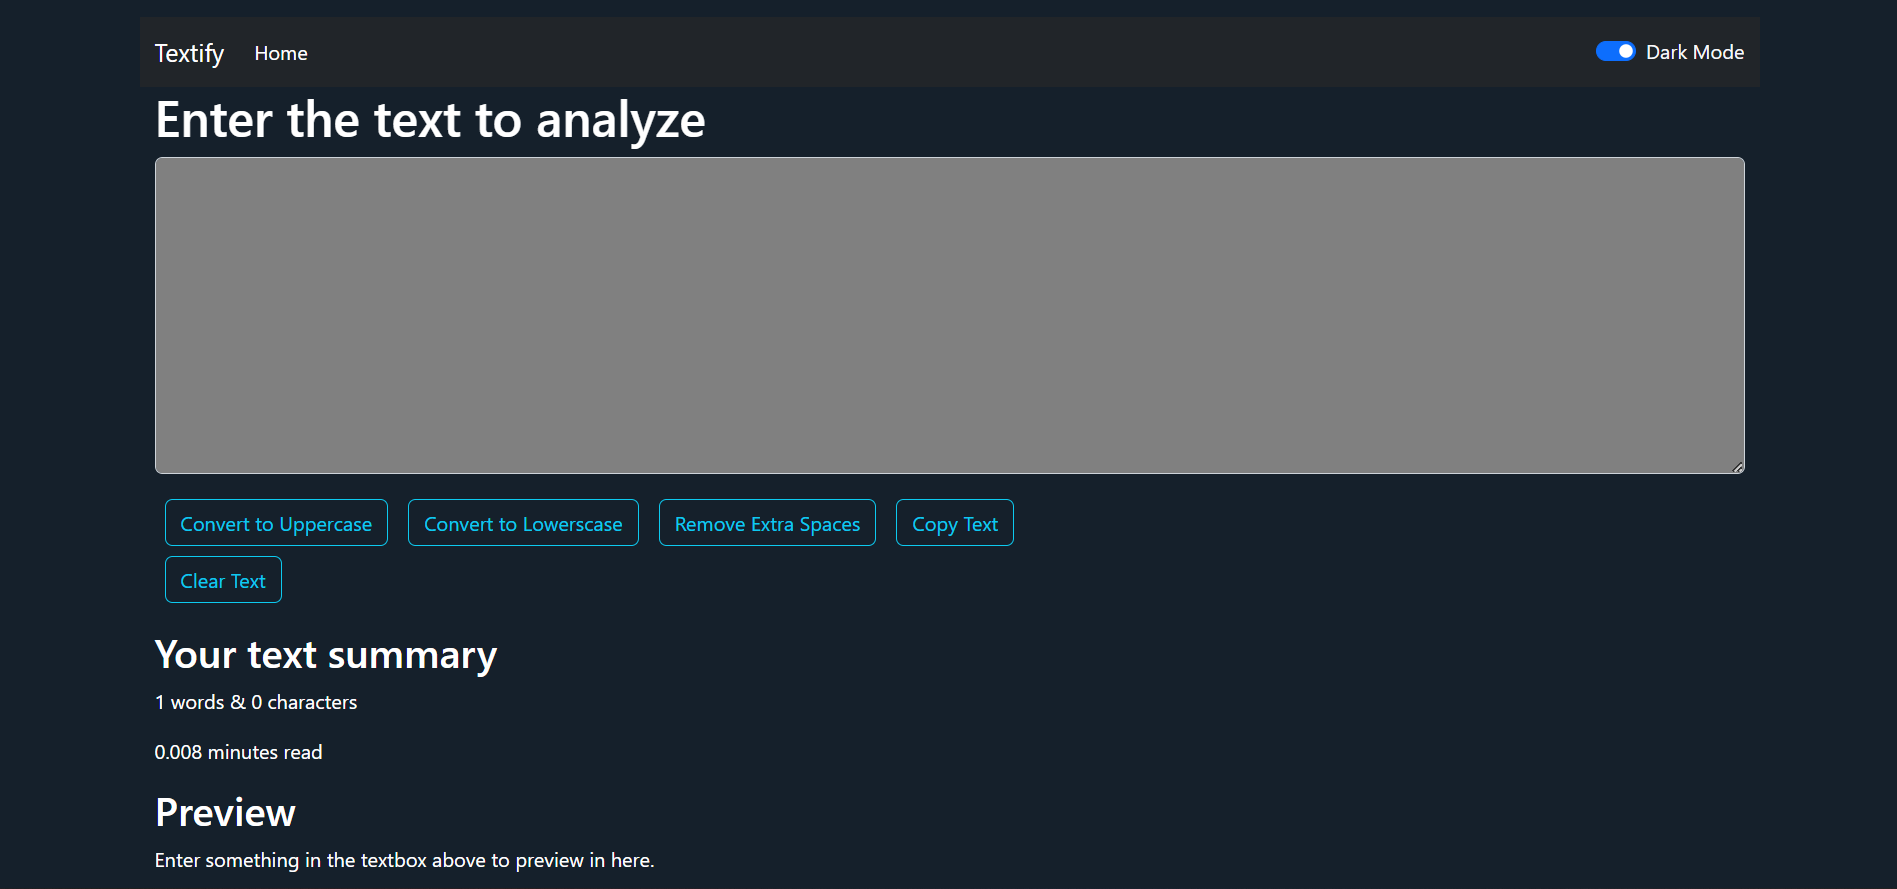 Textify Home Dark Mode
Enter the text to analyze
Convert to Uppercase Convert to Lowerscase Remove Extra Spaces Copy Text
Clear Text
Your text summary
1 words & 0 characters
0.008 minutes read
Preview
Enter something in the textbox above to preview in here.